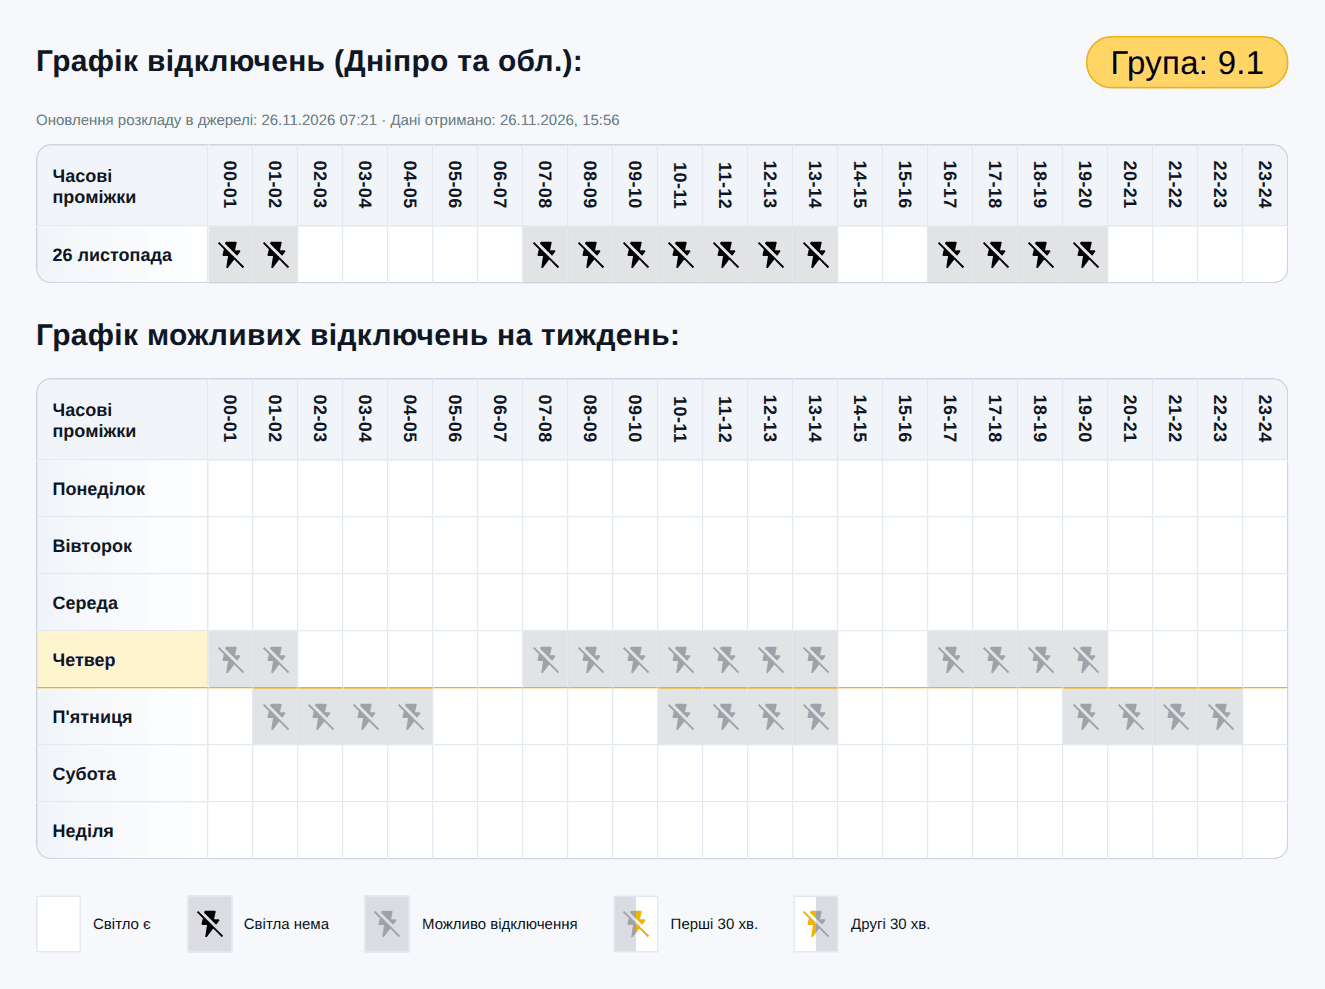 Графік відключень (Дніпро та обл.):
Група: 9.1
Оновлення розкладу в джерелі: 26.11.2026 07:21 · Дані отримано: 26.11.2026, 15:56
Часові
проміжки
00-01 01-02 02-03 03-04 04-05 05-06 06-07 07-08 08-09 09-10 10-11 11-12 12-13 13-14 14-15 15-16 16-17 17-18 18-19 19-20 20-21 21-22 22-23 23-24
26 листопада
Графік можливих відключень на тиждень:
Часові
проміжки
00-01 01-02 02-03 03-04 04-05 05-06 06-07 07-08 08-09 09-10 10-11 11-12 12-13 13-14 14-15 15-16 16-17 17-18 18-19 19-20 20-21 21-22 22-23 23-24
Понеділок
Вівторок
Середа
Четвер
П'ятниця
Субота
Неділя
Світло є
Світла нема
Можливо відключення
Перші 30 хв.
Другі 30 хв.